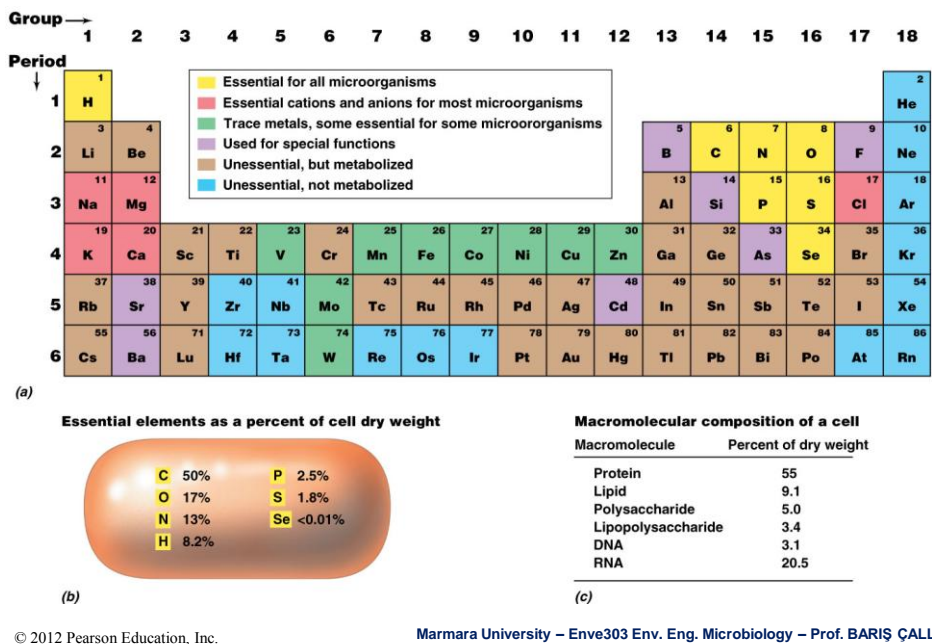 Group →
1 2 3 4 5 6 7 8 9 10 11 12 13 14 15 16 17 18
Period
↓
Essential for all microorganisms
Essential cations and anions for most microorganisms
Trace metals, some essential for some microorganisms
Used for special functions
Unessential, but metabolized
Unessential, not metabolized
1
1 2
H He
2
3 4 5 6 7 8 9 10
Li Be B C N O F Ne
3
11 12 13 14 15 16 17 18
Na Mg Al Si P S Cl Ar
4
19 20 21 22 23 24 25 26 27 28 29 30 31 32 33 34 35 36
K Ca Sc Ti V Cr Mn Fe Co Ni Cu Zn Ga Ge As Se Br Kr
5
37 38 39 40 41 42 43 44 45 46 47 48 49 50 51 52 53 54
Rb Sr Y Zr Nb Mo Tc Ru Rh Pd Ag Cd In Sn Sb Te I Xe
6
55 56 71 72 73 74 75 76 77 78 79 80 81 82 83 84 85 86
Cs Ba Lu Hf Ta W Re Os Ir Pt Au Hg Tl Pb Bi Po At Rn
(a)
Essential elements as a percent of cell dry weight
C 50% P 2.5%
O 17% S 1.8%
N 13% Se <0.01%
H 8.2%
(b)
Macromolecular composition of a cell
Macromolecule Percent of dry weight
Protein 55
Lipid 9.1
Polysaccharide 5.0
Lipopolysaccharide 3.4
DNA 3.1
RNA 20.5
(c)
© 2012 Pearson Education, Inc.
Marmara University – Enve303 Env. Eng. Microbiology – Prof. BARIŞ ÇALL